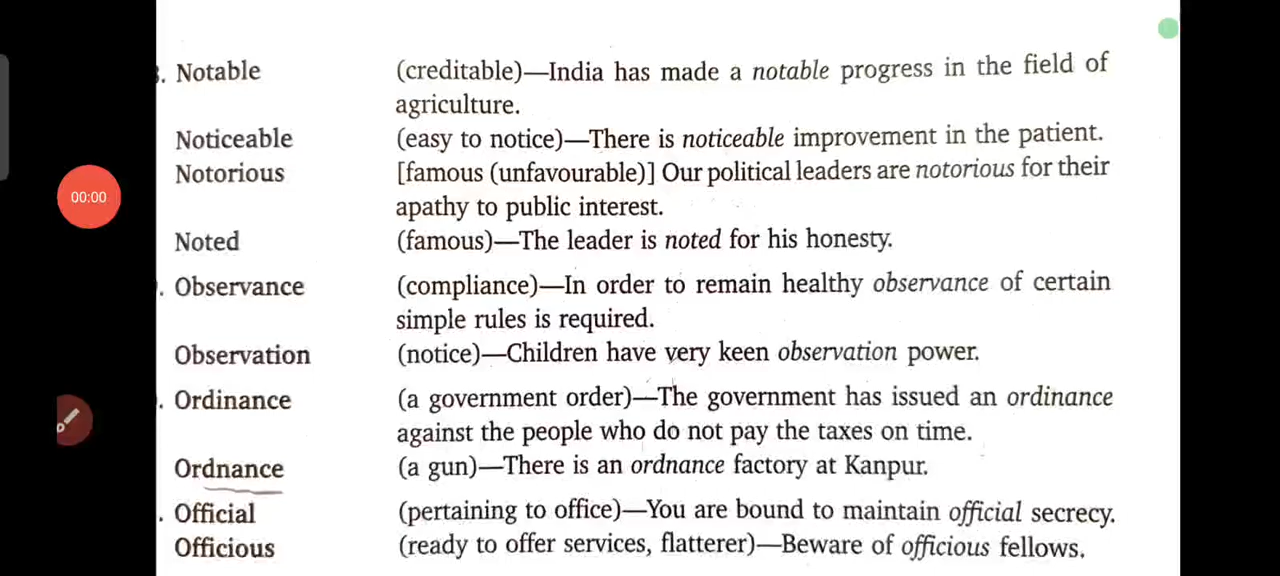 . Notable (creditable)—India has made a notable progress in the field of
agriculture.
Noticeable (easy to notice)—There is noticeable improvement in the patient.
Notorious [famous (unfavourable)] Our political leaders are notorious for their
apathy to public interest.
Noted (famous)—The leader is noted for his honesty.
. Observance (compliance)—In order to remain healthy observance of certain
simple rules is required.
Observation (notice)—Children have very keen observation power.
. Ordinance (a government order)—The government has issued an ordinance
against the people who do not pay the taxes on time.
Ordnance (a gun)—There is an ordnance factory at Kanpur.
. Official (pertaining to office)—You are bound to maintain official secrecy.
Officious (ready to offer services, flatterer)—Beware of officious fellows.
00:00